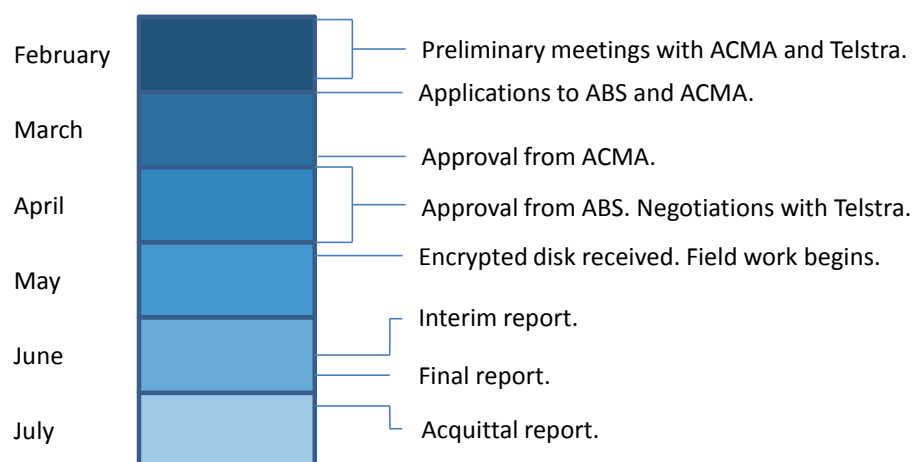 February
Preliminary meetings with ACMA and Telstra.
Applications to ABS and ACMA.
March
Approval from ACMA.
April
Approval from ABS. Negotiations with Telstra.
Encrypted disk received. Field work begins.
May
Interim report.
June
Final report.
July
Acquittal report.